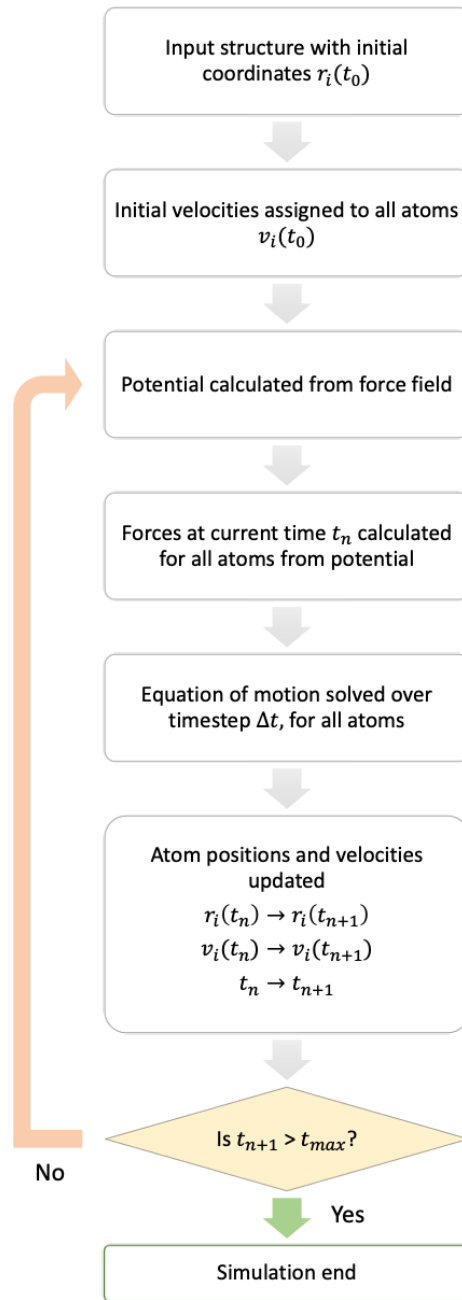 Input structure with initial
coordinates r_i(t_0)
Initial velocities assigned to all atoms
v_i(t_0)
Potential calculated from force field
Forces at current time t_n calculated
for all atoms from potential
Equation of motion solved over
timestep Δt, for all atoms
Atom positions and velocities
updated
r_i(t_n) → r_i(t_{n+1})
v_i(t_n) → v_i(t_{n+1})
t_n → t_{n+1}
Is t_{n+1} > t_{max}?
No
Yes
Simulation end